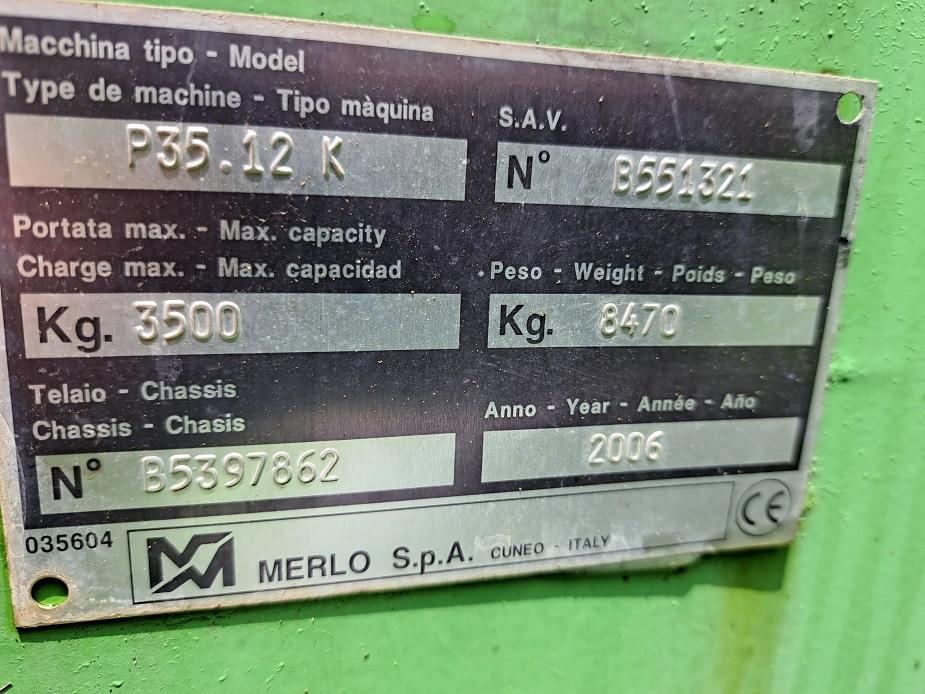 Macchina tipo - Model
Type de machine - Tipo màquina
P35.12 K
S.A.V.
N° B551321
Portata max. - Max. capacity
Charge max. - Max. capacidad
Kg. 3500
Peso - Weight - Poids - Peso
Kg. 8470
Telaio - Chassis
Chassis - Chasis
N° B5397862
Anno - Year - Année - Año
2006
035604
MERLO S.p.A. CUNEO - ITALY
CE